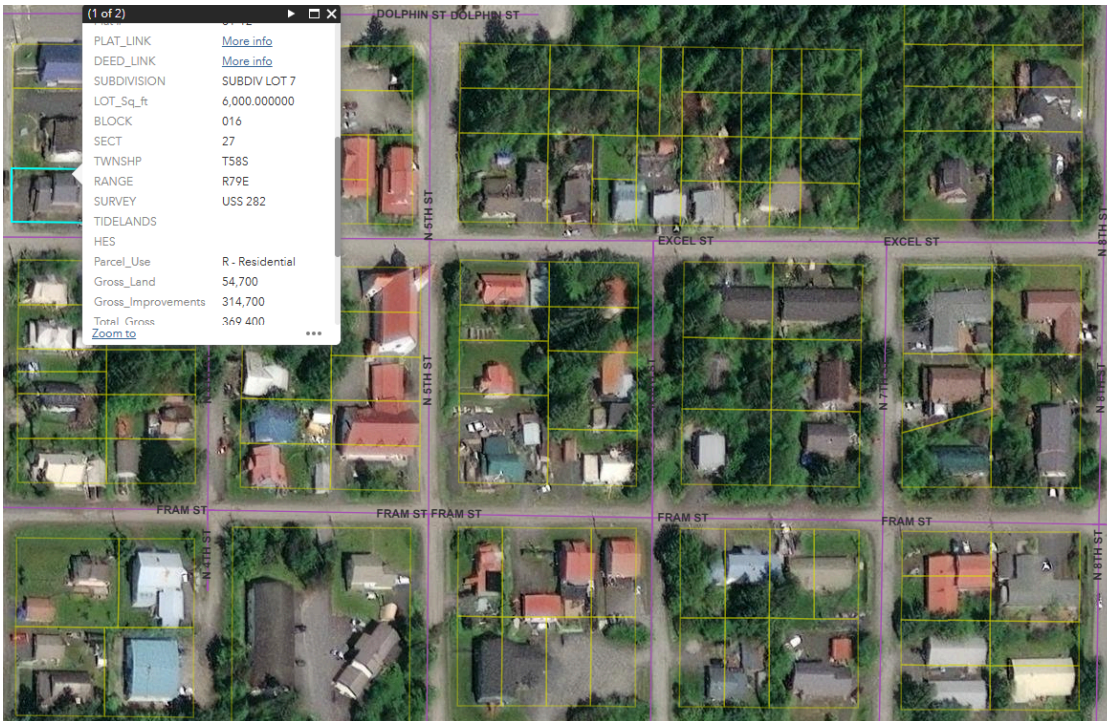 (1 of 2)
PLAT_LINK More info
DEED_LINK More info
SUBDIVISION SUBDIV LOT 7
LOT_Sq_ft 6,000.000000
BLOCK 016
SECT 27
TWNSHP T58S
RANGE R79E
SURVEY USS 282
TIDELANDS
HES
Parcel_Use R - Residential
Gross_Land 54,700
Gross_Improvements 314,700
Total_Gross 369,400
Zoom to
DOLPHIN ST DOLPHIN ST
N 5TH ST
EXCEL ST
EXCEL ST
N 8TH ST
N 5TH ST
N 7TH ST
N 8TH ST
FRAM ST
FRAM ST FRAM ST
FRAM ST
FRAM ST
N 4TH ST
N 8TH ST